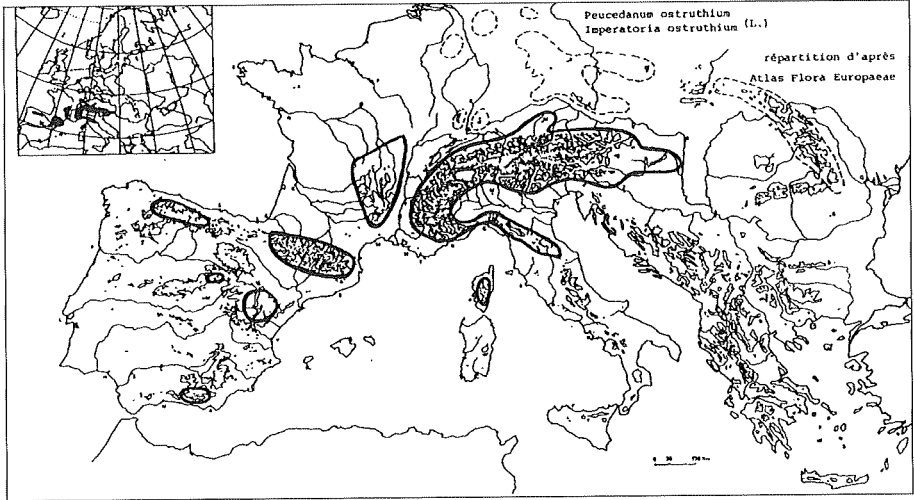 Peucedanum ostruthium
Imperatoria ostruthium (L.)
répartition d'après
Atlas Flora Europaeae